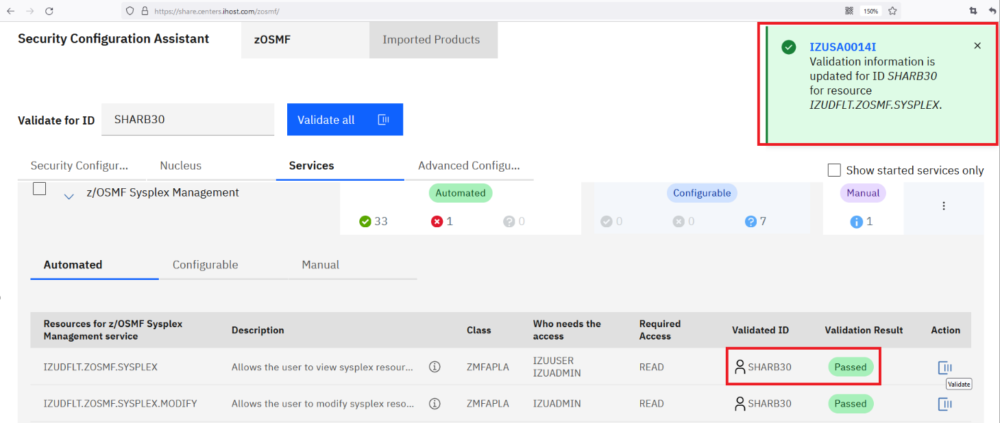 https://share.centers.ihost.com/zosmf/
150%
Security Configuration Assistant
zOSMF
Imported Products
IZUSA0014I
Validation information is
updated for ID SHARB30
for resource
IZUDFLT.ZOSMF.SYSPLEX.
Validate for ID
SHARB30
Validate all
Security Configur...
Nucleus
Services
Advanced Configu...
Show started services only
z/OSMF Sysplex Management
Automated
Configurable
Manual
33
1
0
0
0
7
1
Automated
Configurable
Manual
Resources for z/OSMF Sysplex
Management service
Description
Class
Who needs the
access
Required
Access
Validated ID
Validation Result
Action
IZUDFLT.ZOSMF.SYSPLEX
Allows the user to view sysplex resour...
ZMFAPLA
IZUUSER
IZUADMIN
READ
SHARB30
Passed
Validate
IZUDFLT.ZOSMF.SYSPLEX.MODIFY
Allows the user to modify sysplex reso...
ZMFAPLA
IZUADMIN
READ
SHARB30
Passed